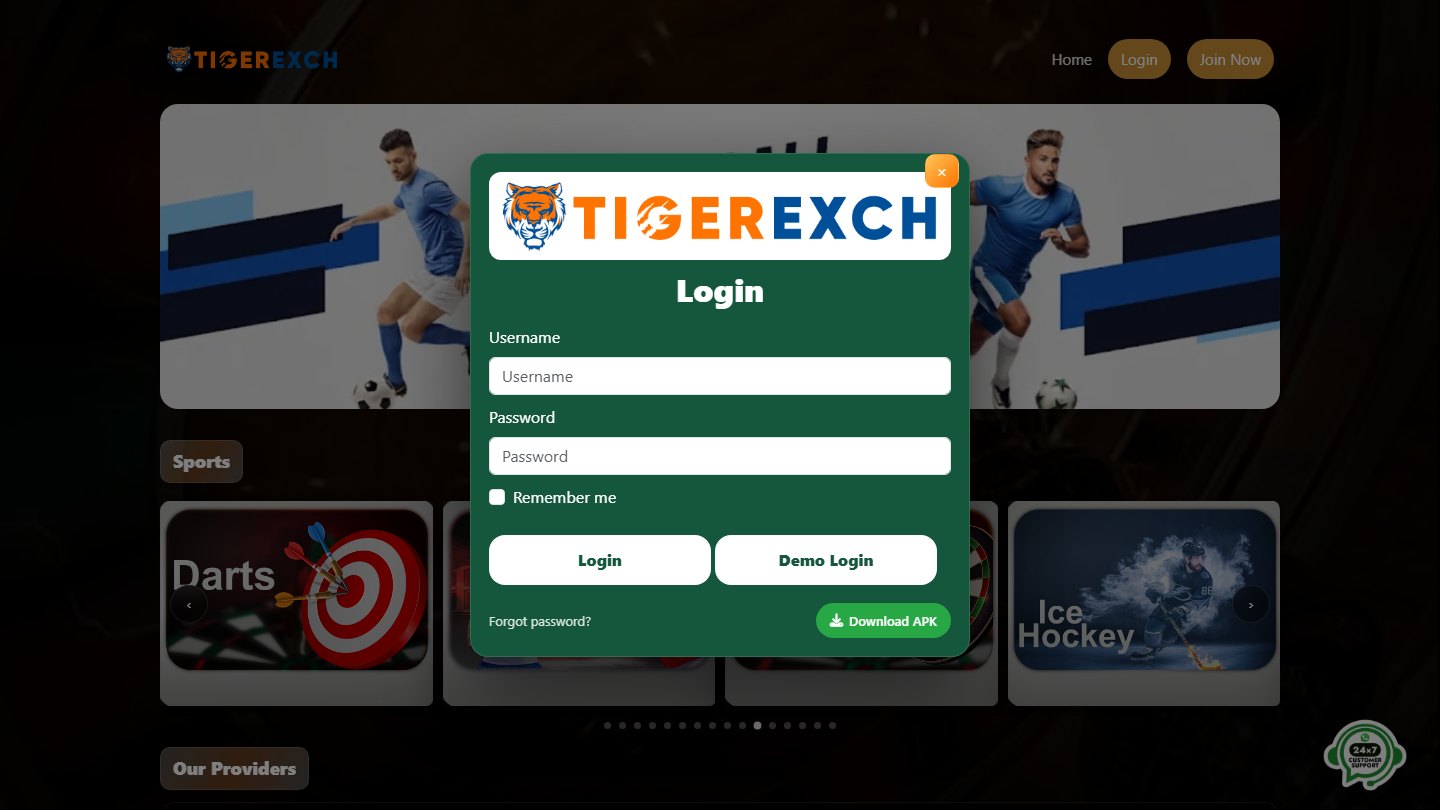 TIGEREXCH
Home
Login
Join Now
×
TIGEREXCH
Login
Username
Username
Password
Password
Remember me
Login
Demo Login
Forgot password?
Download APK
Sports
Darts
Ice
Hockey
86
‹
›
Our Providers
24x7
CUSTOMER
SUPPORT